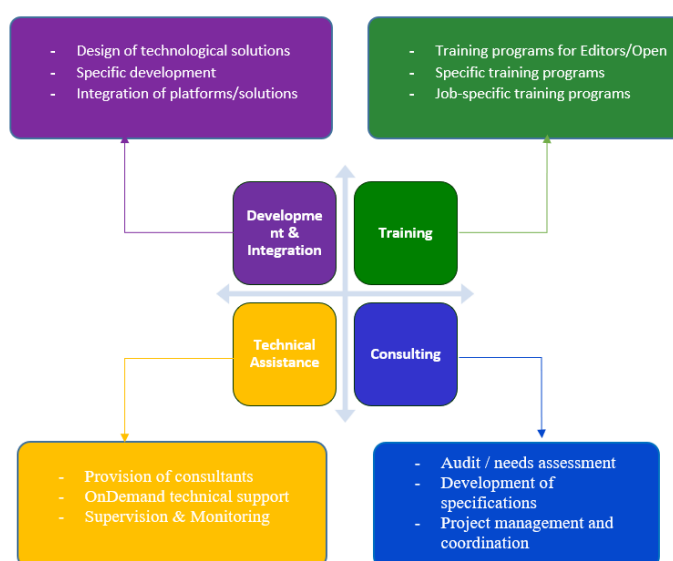 - Design of technological solutions
- Specific development
- Integration of platforms/solutions
- Training programs for Editors/Open
- Specific training programs
- Job-specific training programs
Developme
nt &
Integration
Training
Technical
Assistance
Consulting
- Provision of consultants
- OnDemand technical support
- Supervision & Monitoring
- Audit / needs assessment
- Development of
specifications
- Project management and
coordination